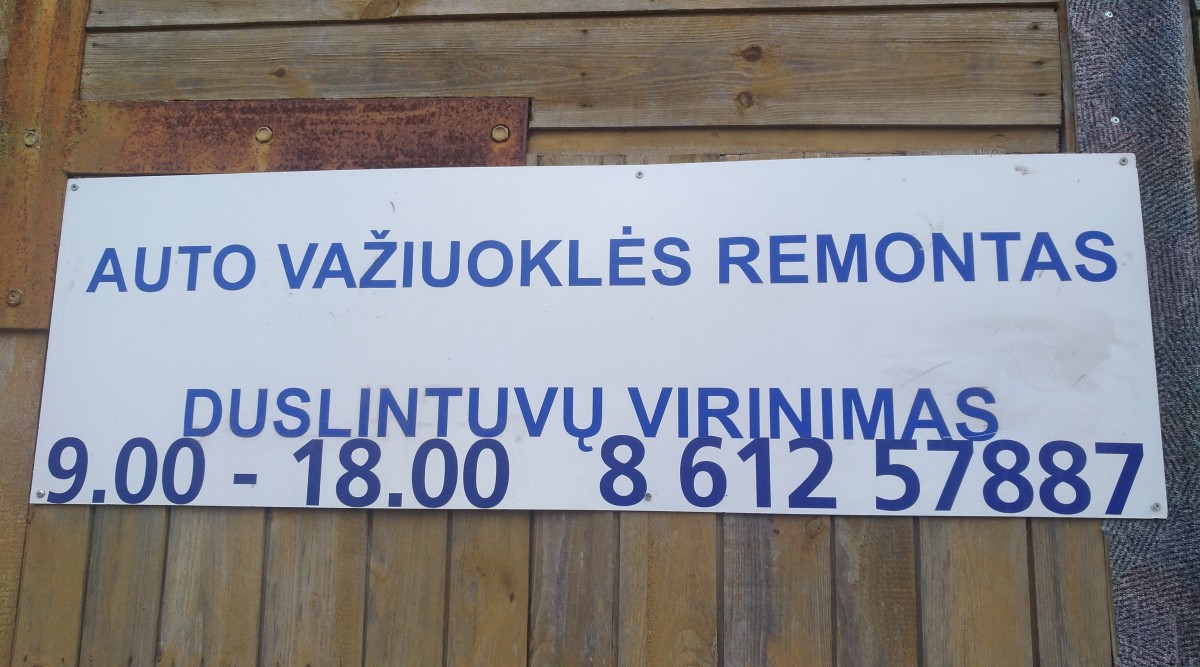 AUTO VAŽIUOKLĖS REMONTAS
DUSLINTUVŲ VIRINIMAS
9.00 - 18.00 8 612 57887